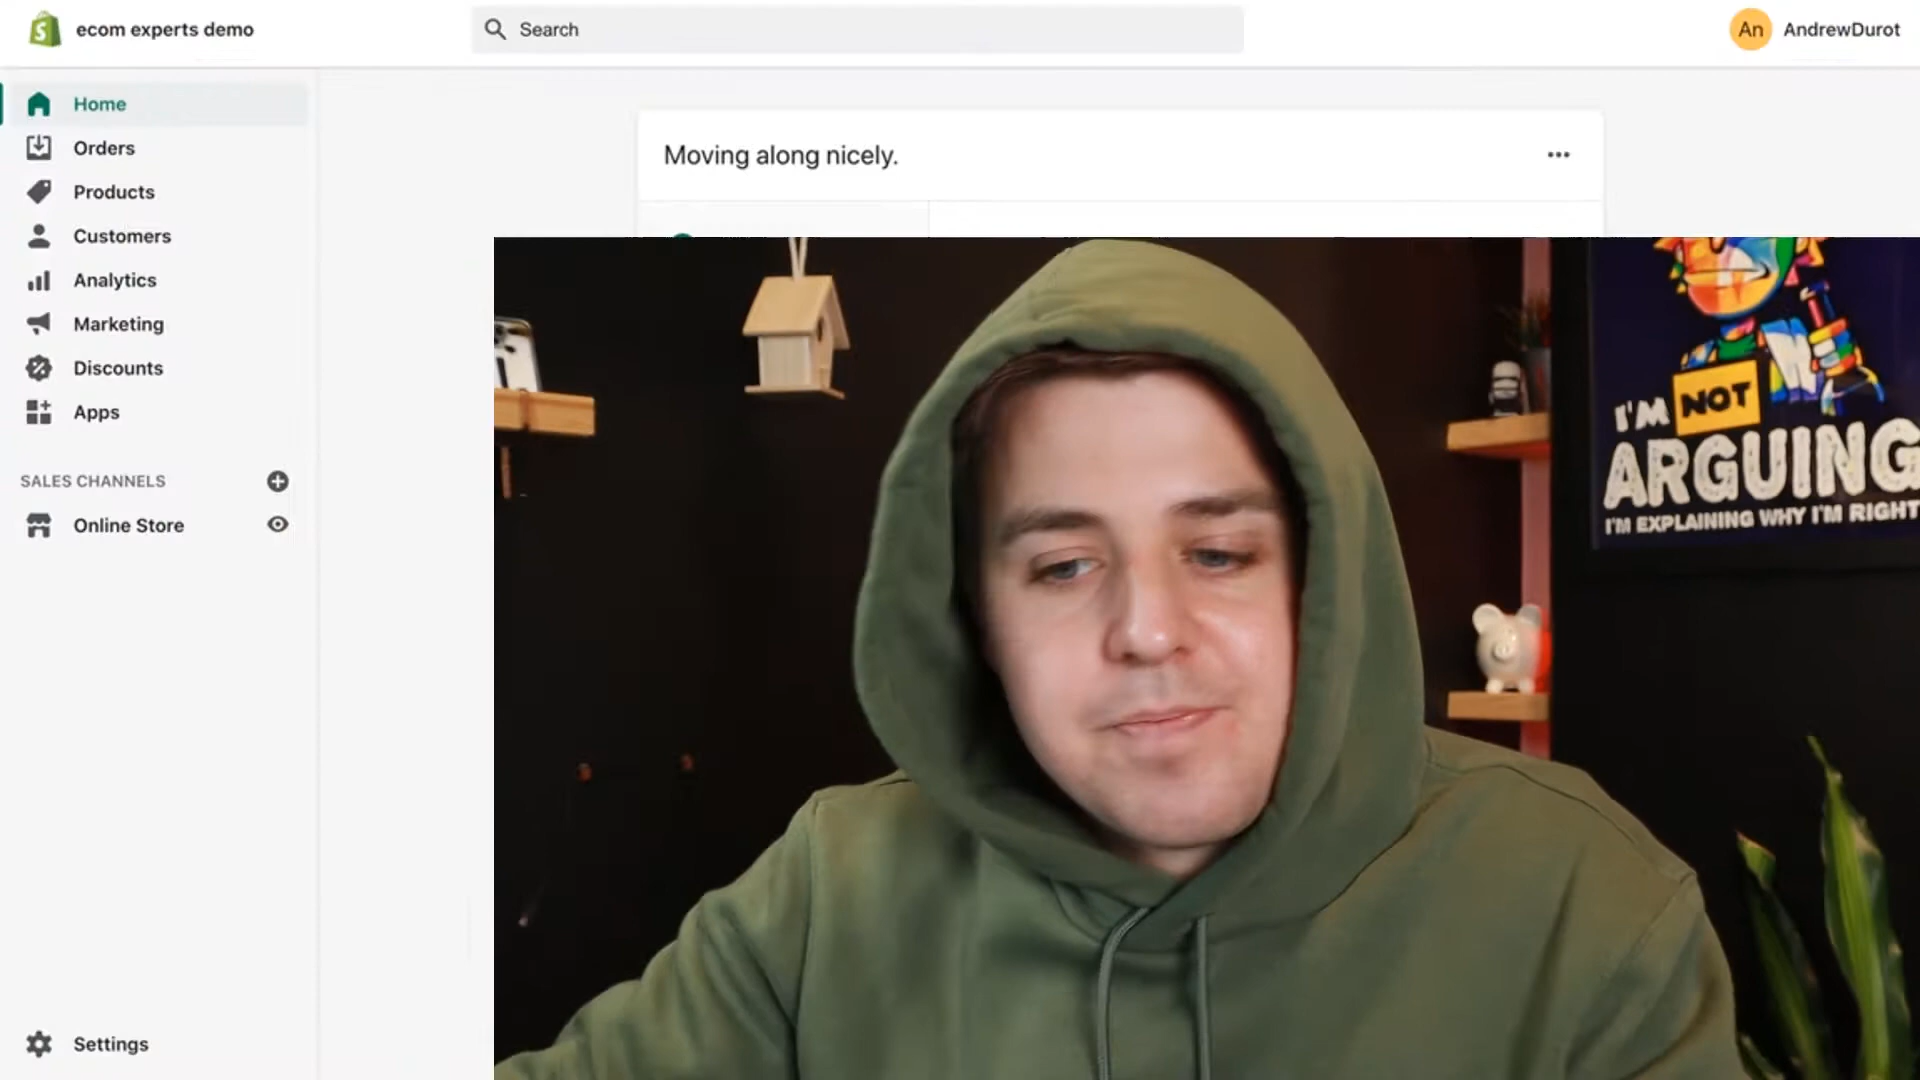 ecom experts demo
Search
An
AndrewDurot
Home
Orders
Products
Customers
Analytics
Marketing
Discounts
Apps
SALES CHANNELS
Online Store
Settings
Moving along nicely.
I'M NOT
ARGUING
I'M EXPLAINING WHY I'M RIGHT